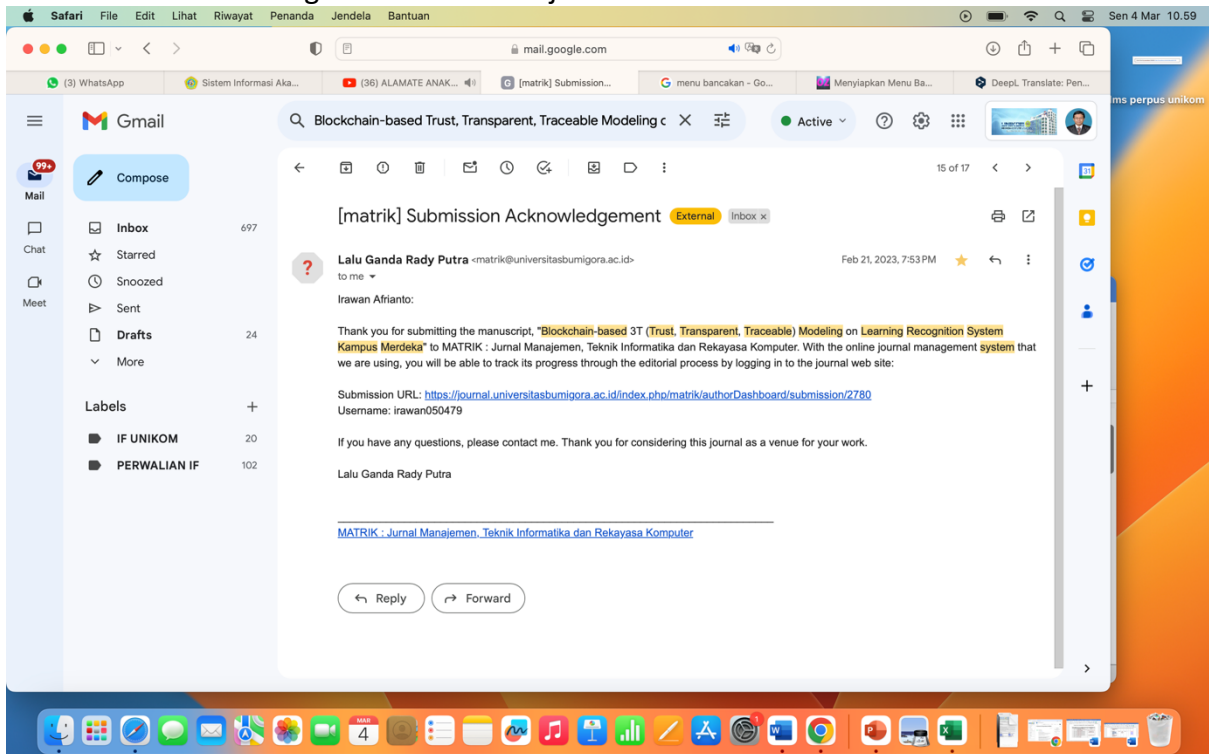 Safari File Edit Lihat Riwayat Penanda Jendela Bantuan Sen 4 Mar 10.59
mail.google.com
(3) WhatsApp Sistem Informasi Aka... (36) ALAMATE ANAK... [matrik] Submission... menu bancakan - Go... Menyiapkan Menu Ba... DeepL Translate: Pen...
lms perpus unikom
Gmail
Blockchain-based Trust, Transparent, Traceable Modeling c
Active
99+
Mail
Chat
Meet
Compose
Inbox 697
Starred
Snoozed
Sent
Drafts 24
More
Labels +
IF UNIKOM 20
PERWALIAN IF 102
15 of 17
[matrik] Submission Acknowledgement External Inbox x
Lalu Ganda Rady Putra <matrik@universitasbumigora.ac.id> Feb 21, 2023, 7:53 PM
to me
Irawan Afrianto:
Thank you for submitting the manuscript, "Blockchain-based 3T (Trust, Transparent, Traceable) Modeling on Learning Recognition System
Kampus Merdeka" to MATRIK : Jurnal Manajemen, Teknik Informatika dan Rekayasa Komputer. With the online journal management system that
we are using, you will be able to track its progress through the editorial process by logging in to the journal web site:
Submission URL: https://journal.universitasbumigora.ac.id/index.php/matrik/authorDashboard/submission/2780
Username: irawan050479
If you have any questions, please contact me. Thank you for considering this journal as a venue for your work.
Lalu Ganda Rady Putra
MATRIK : Jurnal Manajemen, Teknik Informatika dan Rekayasa Komputer
Reply
Forward
31
MAR
4